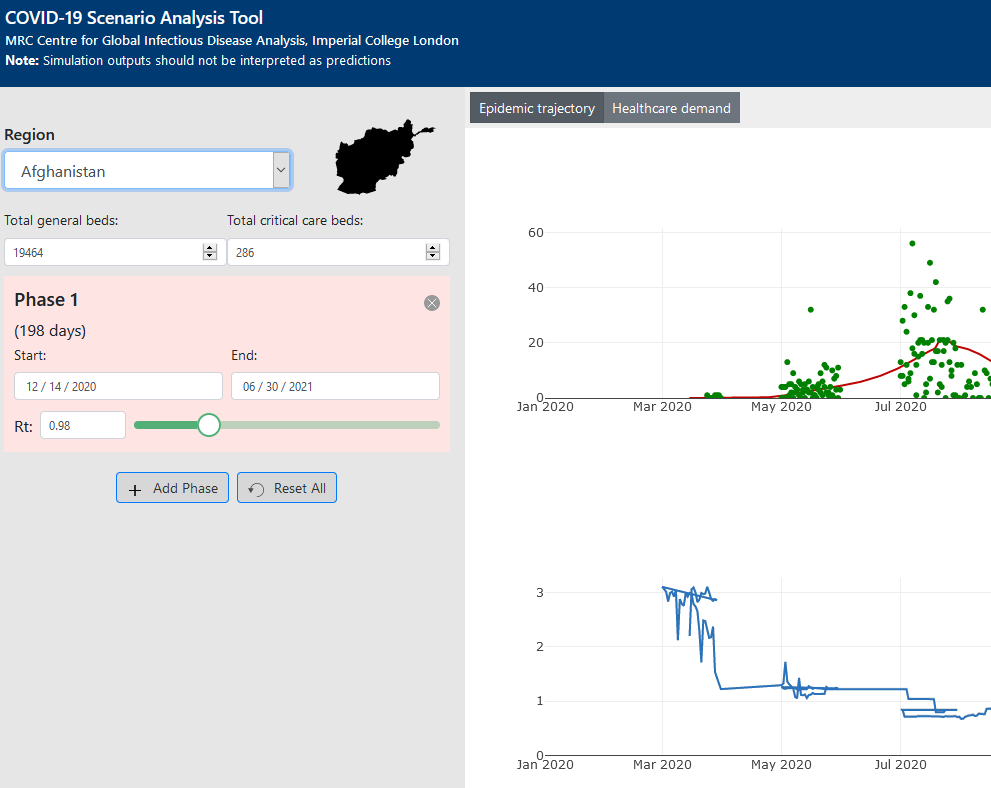 COVID-19 Scenario Analysis Tool
MRC Centre for Global Infectious Disease Analysis, Imperial College London
Note: Simulation outputs should not be interpreted as predictions
Epidemic trajectory
Healthcare demand
Region
Afghanistan
Total general beds:
Total critical care beds:
19464
286
Phase 1
(198 days)
Start:
End:
12 / 14 / 2020
06 / 30 / 2021
Rt:
0.98
Add Phase
Reset All
60
40
20
0
Jan 2020
Mar 2020
May 2020
Jul 2020
3
2
1
0
Jan 2020
Mar 2020
May 2020
Jul 2020